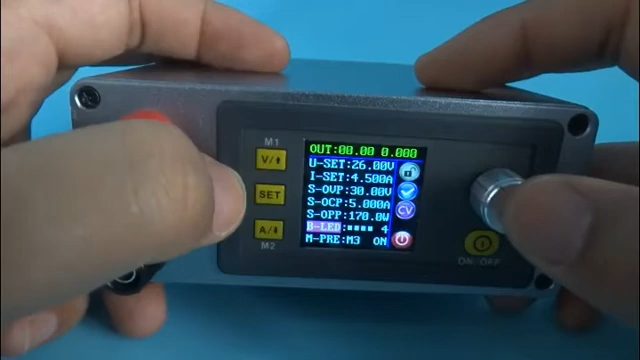 M1
V/⬆
SET
A/⬇
M2
OUT:00.00 0.000
U-SET:26.00V
I-SET:4.500A
S-OVP:30.00V
S-OCP:5.000A
S-OPP:170.0W
B-LED:▪▪▪▪ 4
M-PRE:M3 ON
CV
ON/OFF